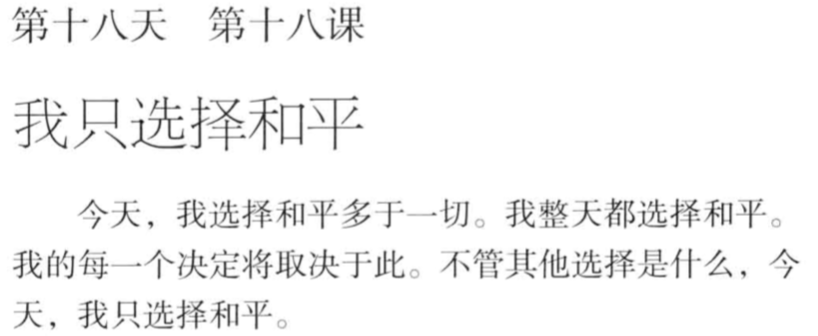 第十八天 第十八课
我只选择和平
今天，我选择和平多于一切。我整天都选择和平。
我的每一个决定将取决于此。不管其他选择是什么，今
天，我只选择和平。